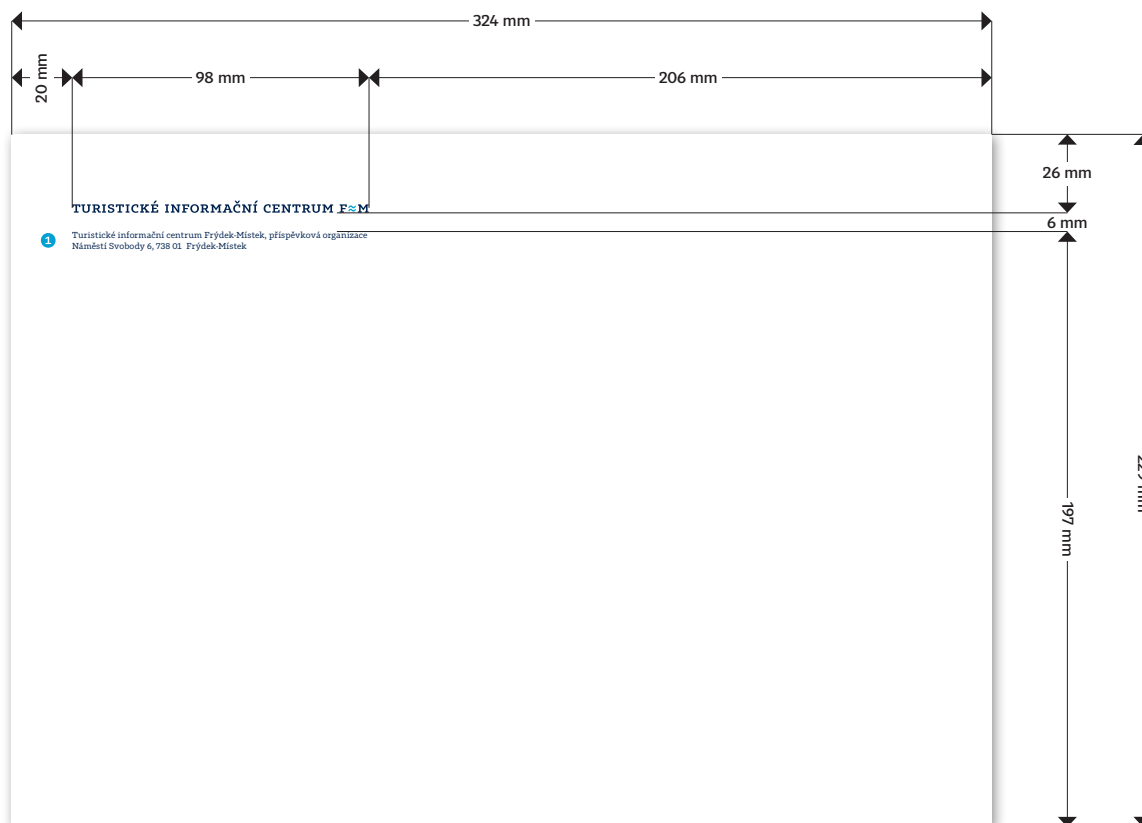 324 mm
20 mm
98 mm
206 mm
26 mm
TURISTICKÉ INFORMAČNÍ CENTRUM F≈M
6 mm
1
Turistické informační centrum Frýdek-Místek, příspěvková organizace
Náměstí Svobody 6, 738 01 Frýdek-Místek
197 mm